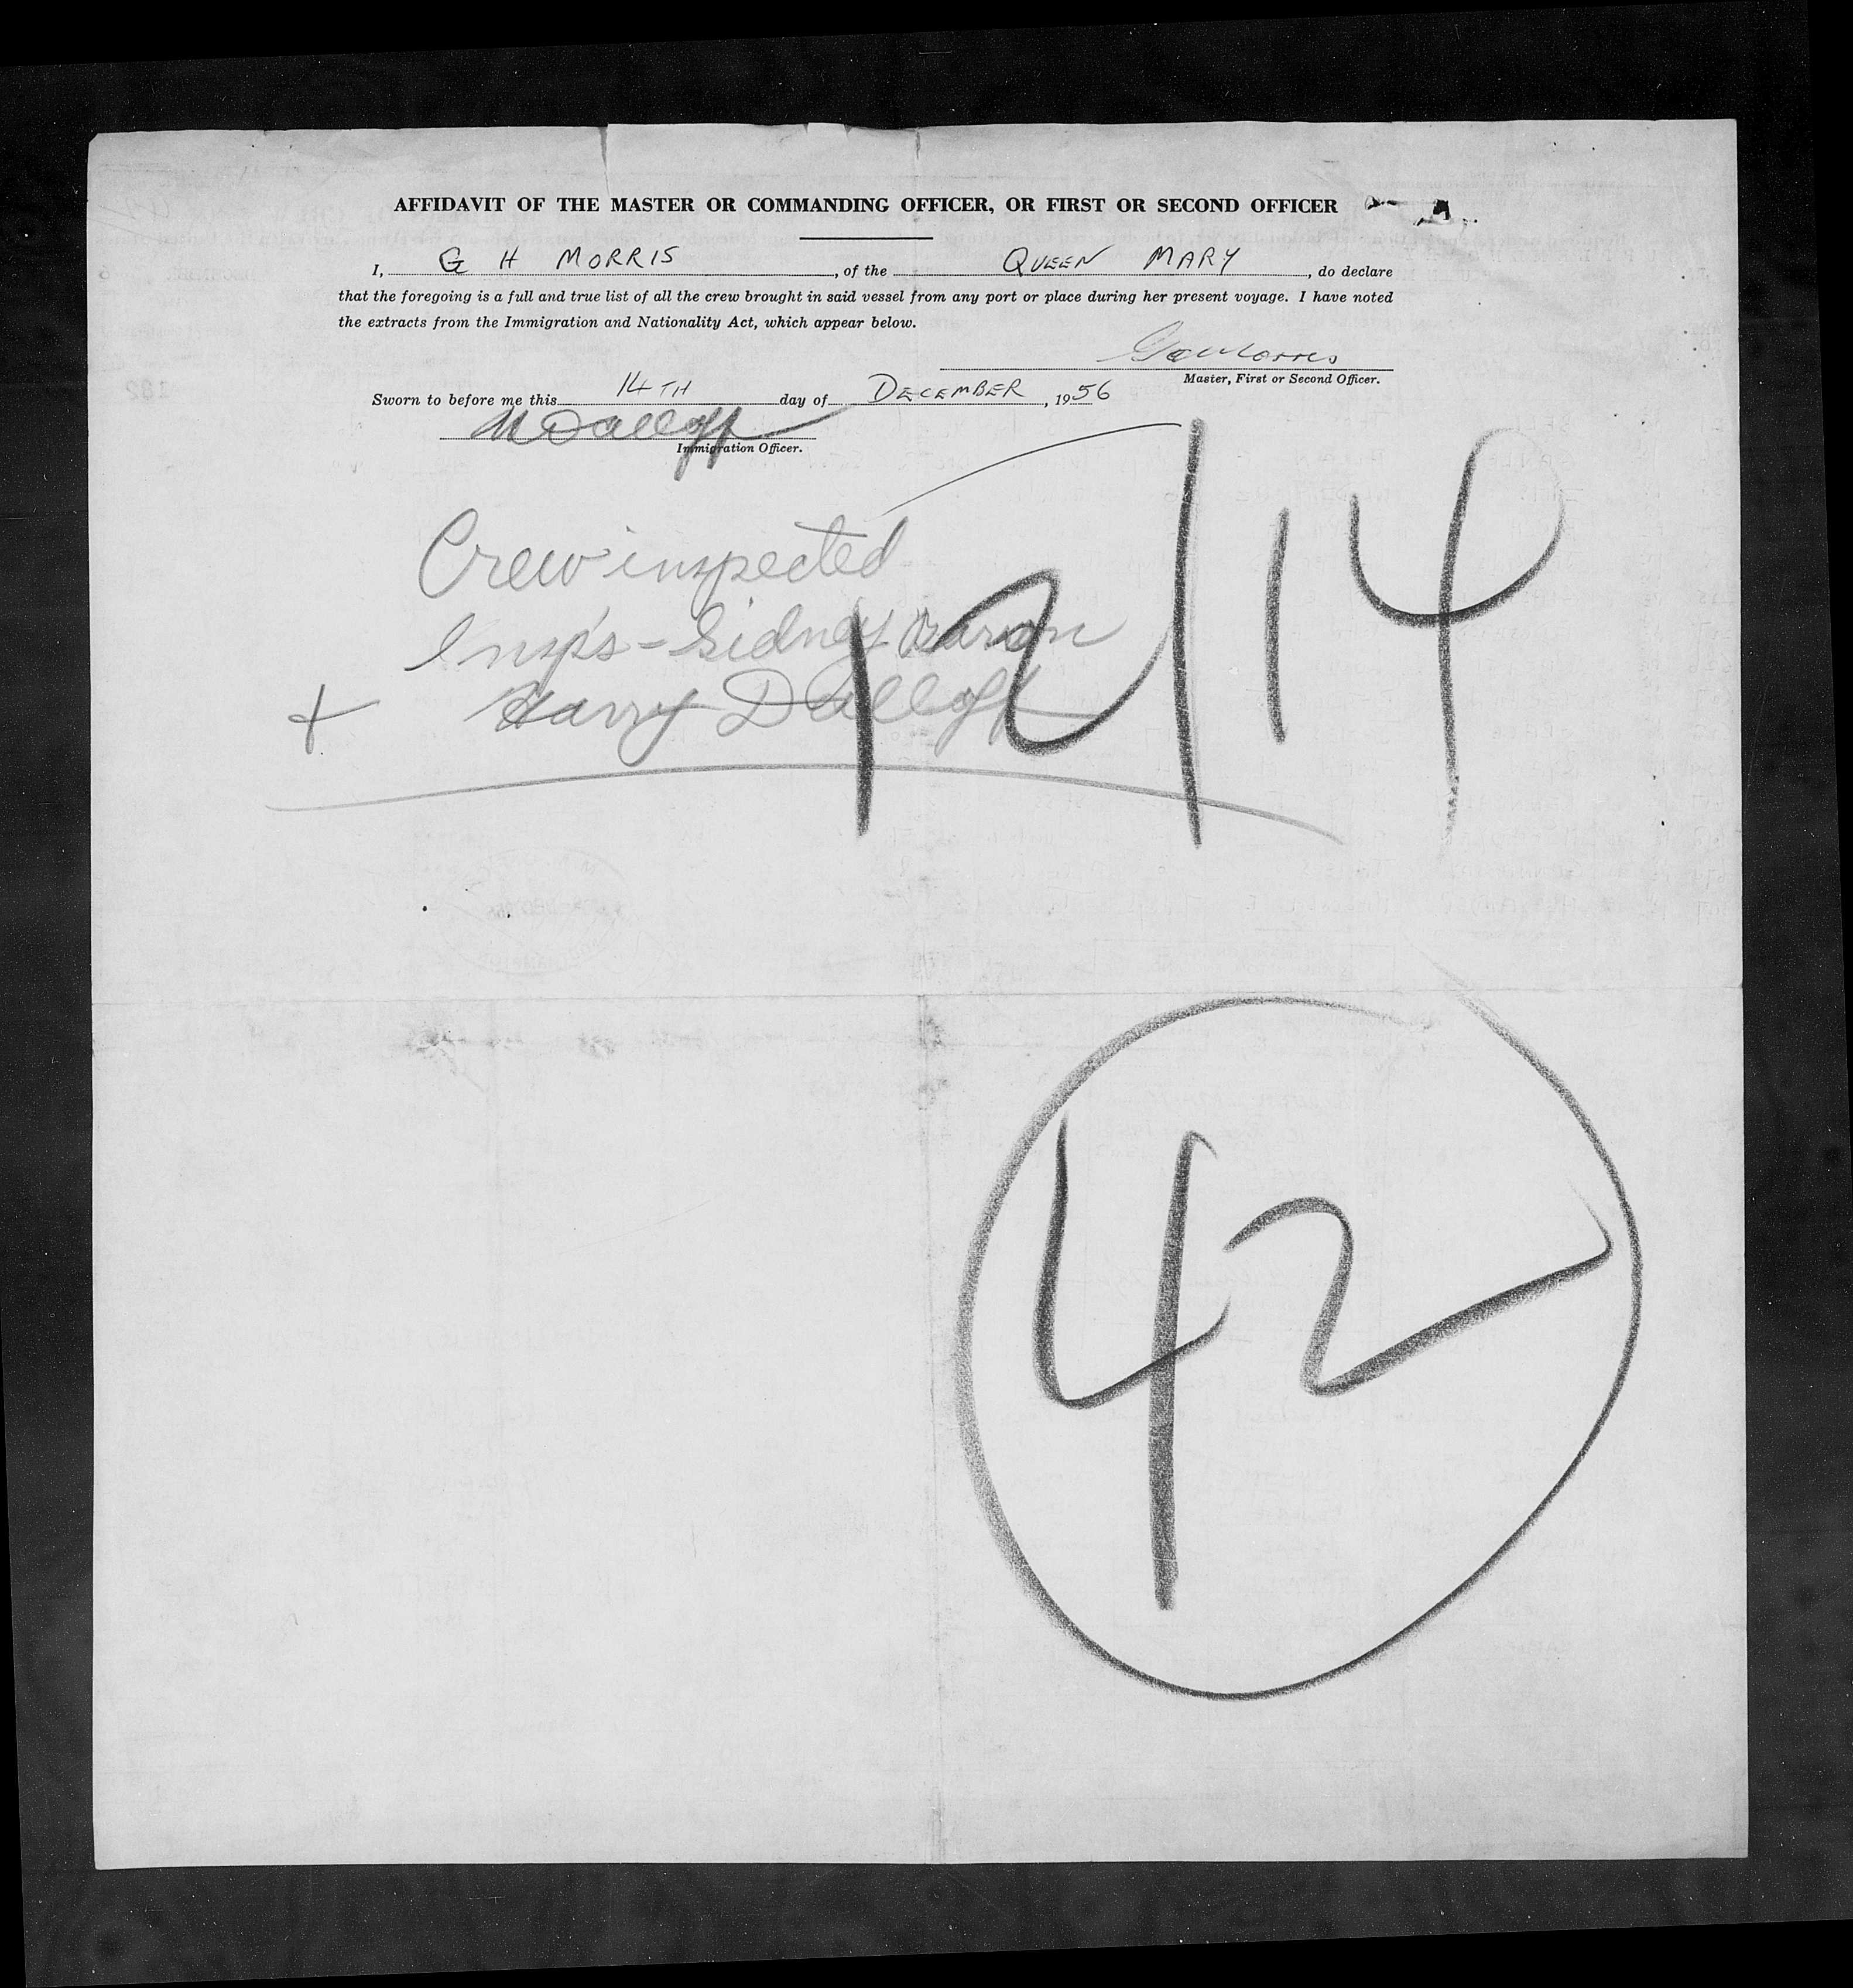 AFFIDAVIT OF THE MASTER OR COMMANDING OFFICER, OR FIRST OR SECOND OFFICER
I, G H MORRIS, of the QUEEN MARY, do declare
that the foregoing is a full and true list of all the crew brought in said vessel from any port or place during her present voyage. I have noted
the extracts from the Immigration and Nationality Act, which appear below.
Master, First or Second Officer.
Sworn to before me this 14TH day of DECEMBER, 1956
Immigration Officer.
Crew inspected
Insp's - Sidney Baron
+ Harry Dalloff
12/14
42